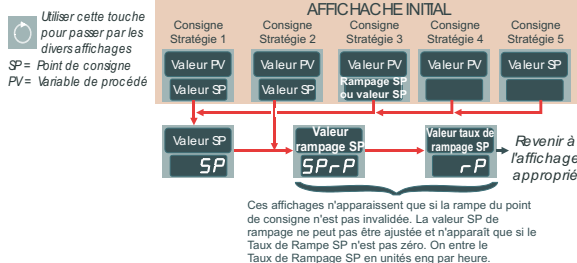 Utiliser cette touche
pour passer par les
divers affichages
SP = Point de consigne
PV = Variable de procédé
AFFICHACHE INITIAL
Consigne Stratégie 1
Consigne Stratégie 2
Consigne Stratégie 3
Consigne Stratégie 4
Consigne Stratégie 5
Valeur PV
Valeur SP
Valeur PV
Valeur SP
Valeur PV
Rampage SP
ou valeur SP
Valeur PV
Valeur SP
Valeur SP
SP
Valeur
rampage SP
SPrP
Valeur taux de
rampage SP
rP
Revenir à
l'affichage
approprié
Ces affichages n'apparaissent que si la rampe du point
de consigne n'est pas invalidée. La valeur SP de
rampage ne peut pas être ajustée et n'apparaît que si le
Taux de Rampe SP n'est pas zéro. On entre le
Taux de Rampage SP en unités eng par heure.